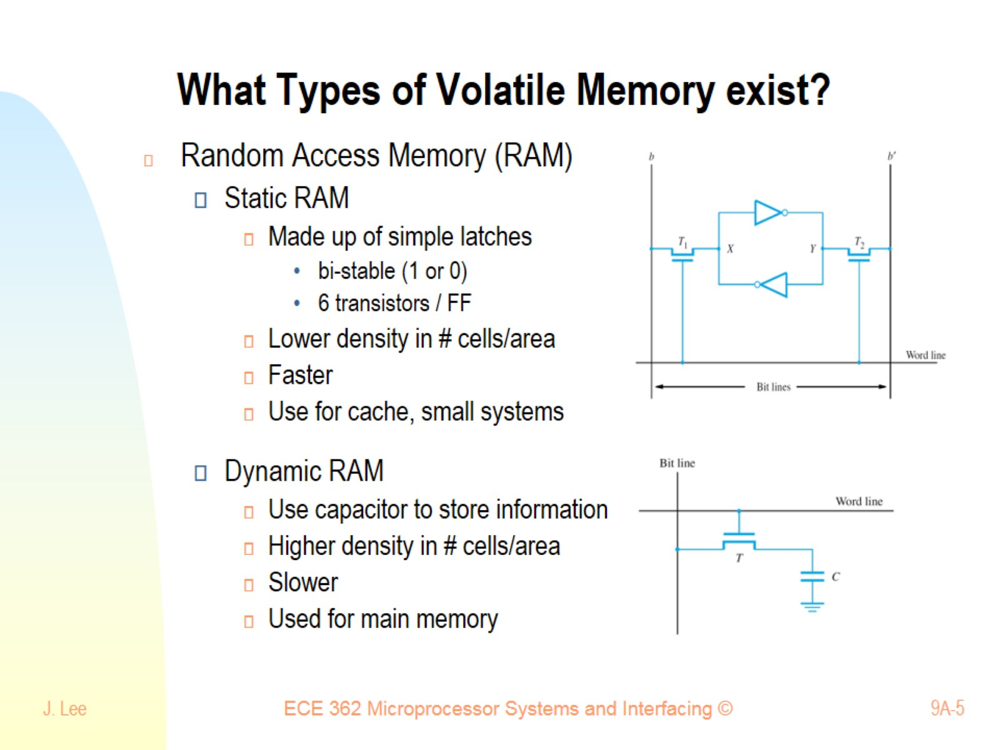 What Types of Volatile Memory exist?
Random Access Memory (RAM)
Static RAM
Made up of simple latches
• bi-stable (1 or 0)
• 6 transistors / FF
Lower density in # cells/area
Faster
Use for cache, small systems
b
b′
T1
X
Y
T2
Word line
Bit lines
Dynamic RAM
Use capacitor to store information
Higher density in # cells/area
Slower
Used for main memory
Bit line
Word line
T
C
J. Lee
ECE 362 Microprocessor Systems and Interfacing ©
9A-5